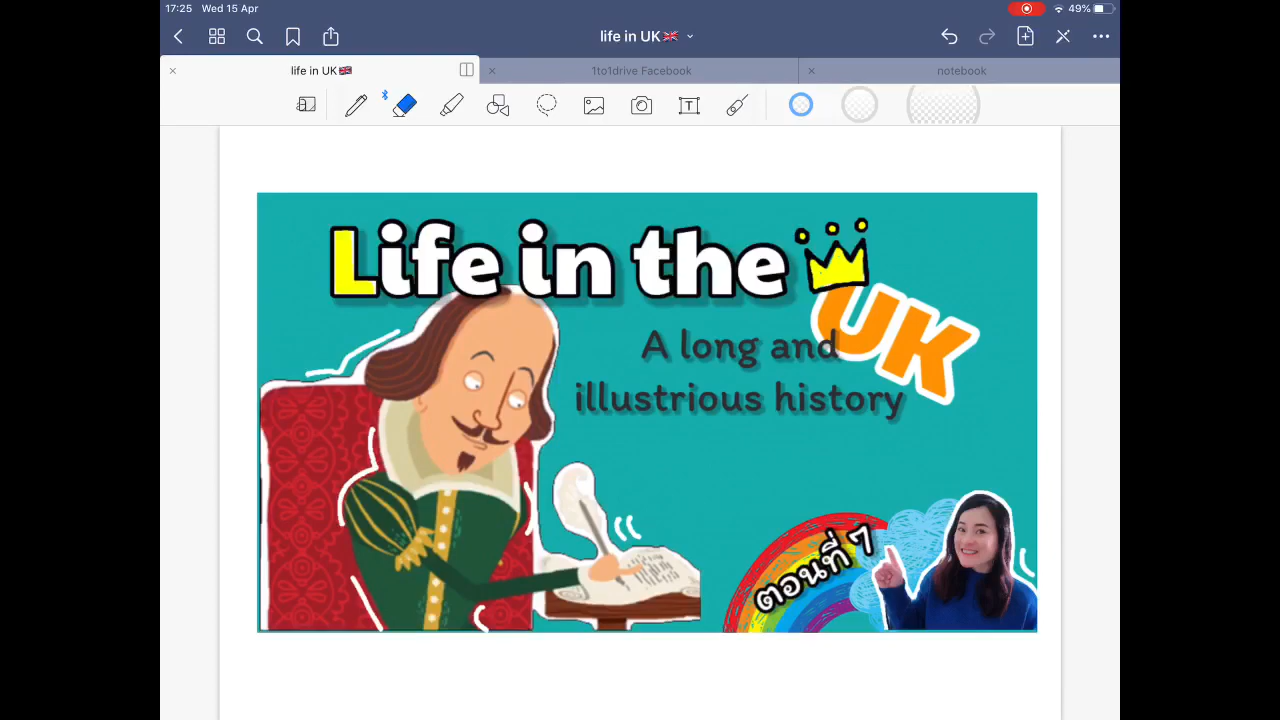 17:25 Wed 15 Apr 49%
life in UK🇬🇧
life in UK🇬🇧 1to1drive Facebook notebook
T
Life in the
UK
A long and
illustrious history
ตอนที่ 7